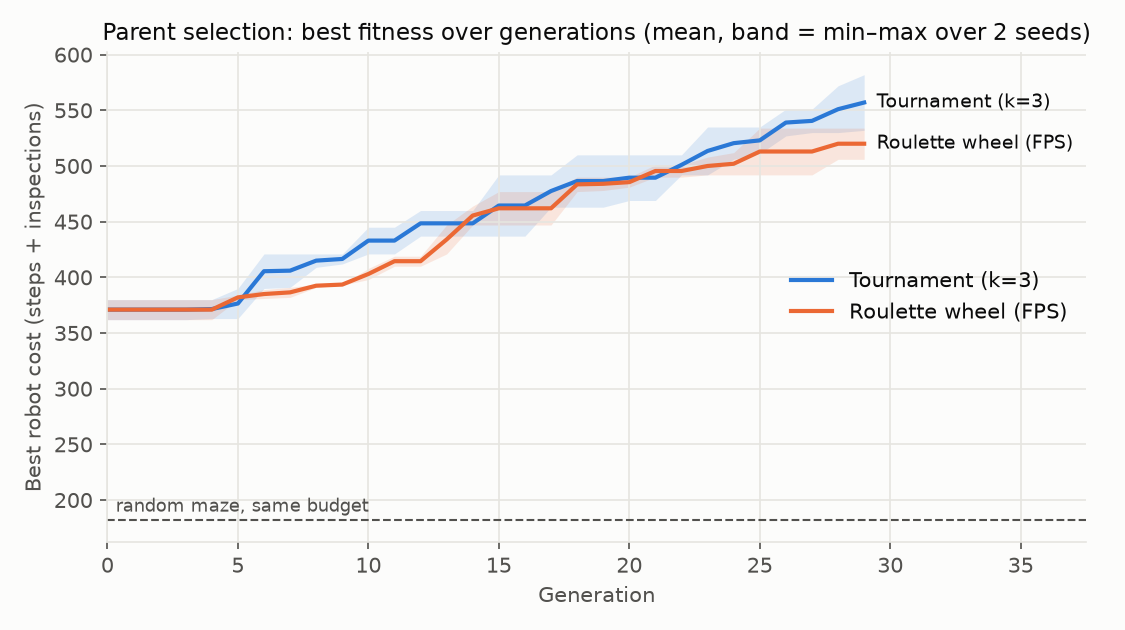 Parent selection: best fitness over generations (mean, band = min–max over 2 seeds)
Best robot cost (steps + inspections)
600
550
500
450
400
350
300
250
200
Tournament (k=3)
Roulette wheel (FPS)
Tournament (k=3)
Roulette wheel (FPS)
random maze, same budget
0 5 10 15 20 25 30 35
Generation